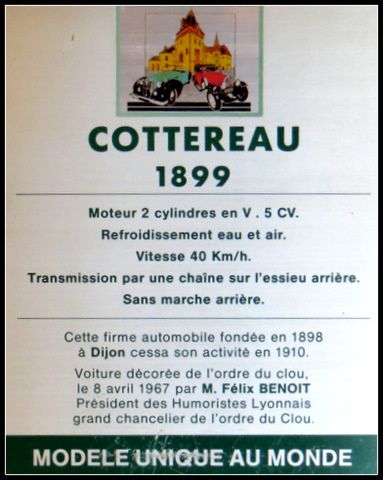 COTTEREAU
1899
Moteur 2 cylindres en V . 5 CV.
Refroidissement eau et air.
Vitesse 40 Km/h.
Transmission par une chaîne sur l'essieu arrière.
Sans marche arrière.
Cette firme automobile fondée en 1898
à Dijon cessa son activité en 1910.
Voiture décorée de l'ordre du clou,
le 8 avril 1967 par M. Félix BENOIT
Président des Humoristes Lyonnais
grand chancelier de l'ordre du Clou.
MODELE UNIQUE AU MONDE